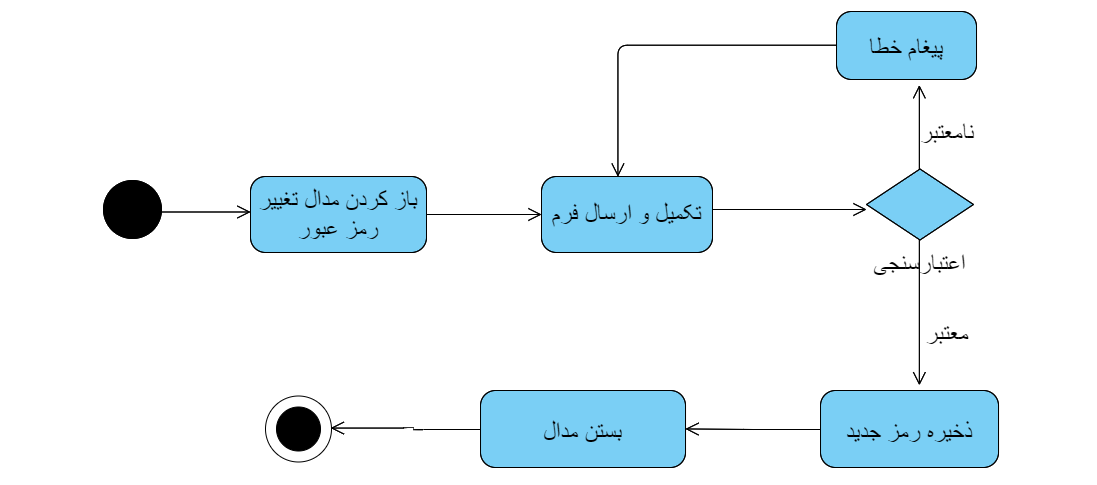 پیغام خطا
نامعتبر
باز کردن مدال تغییر
رمز عبور
تکمیل و ارسال فرم
اعتبارسنجی
معتبر
ذخیره رمز جدید
بستن مدال